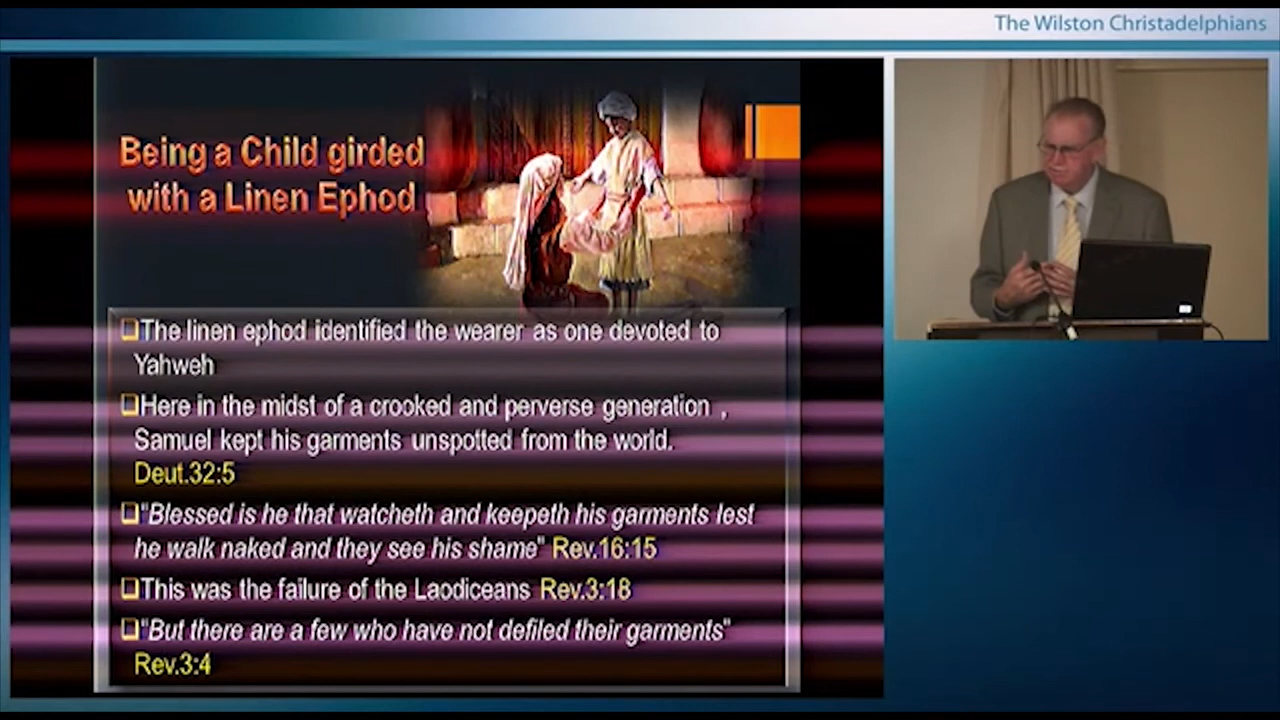 The Wilston Christadelphians
Being a Child girded
with a Linen Ephod
The linen ephod identified the wearer as one devoted to
Yahweh
Here in the midst of a crooked and perverse generation ,
Samuel kept his garments unspotted from the world.
Deut.32:5
"Blessed is he that watcheth and keepeth his garments lest
he walk naked and they see his shame" Rev.16:15
This was the failure of the Laodiceans Rev.3:18
"But there are a few who have not defiled their garments"
Rev.3:4